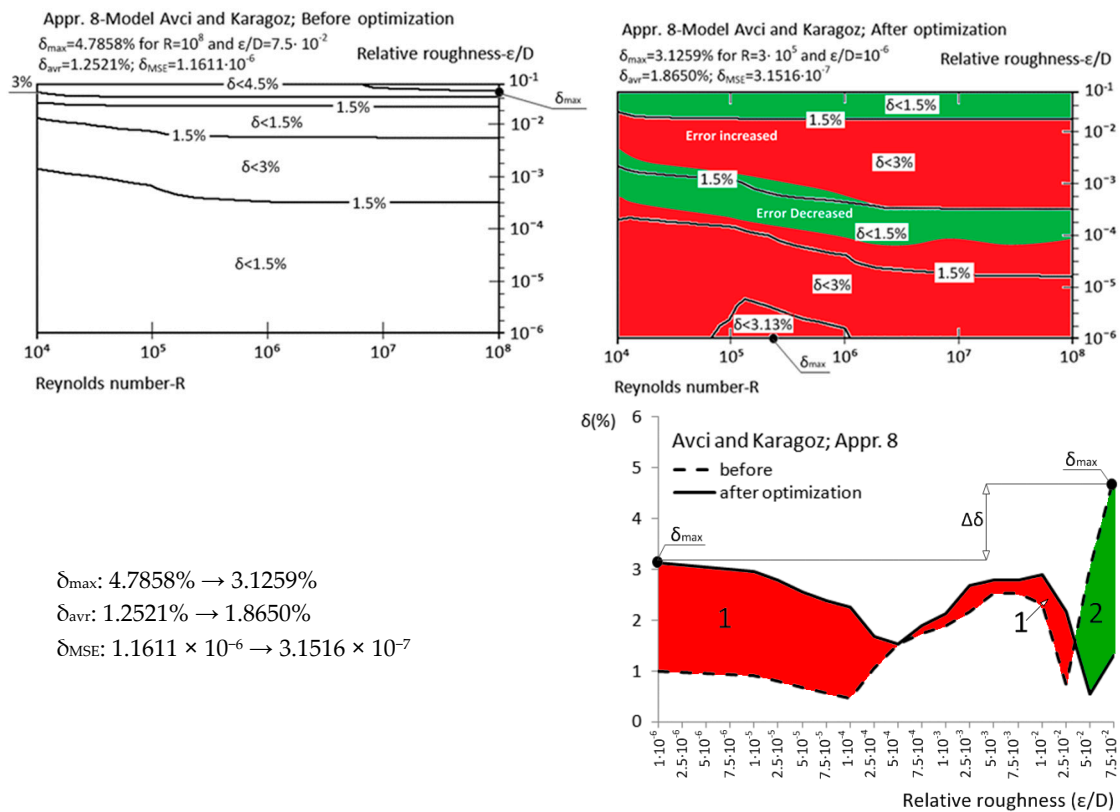 Appr. 8-Model Avci and Karagoz; Before optimization
δmax=4.7858% for R=10⁸ and ε/D=7.5· 10⁻²
δavr=1.2521%; δMSE=1.1611·10⁻⁶
Relative roughness-ε/D
3%
δ<4.5%
10⁻¹
δmax
1.5%
δ<1.5%
10⁻²
1.5%
δ<3%
10⁻³
1.5%
10⁻⁴
δ<1.5%
10⁻⁵
10⁻⁶
10⁴ 10⁵ 10⁶ 10⁷ 10⁸
Reynolds number-R
Appr. 8-Model Avci and Karagoz; After optimization
δmax=3.1259% for R=3· 10⁵ and ε/D=10⁻⁶
δavr=1.8650%; δMSE=3.1516·10⁻⁷
Relative roughness-ε/D
δ<1.5%
10⁻¹
1.5%
10⁻²
Error increased
δ<3%
10⁻³
1.5%
Error Decreased
δ<1.5%
10⁻⁴
1.5%
δ<3%
10⁻⁵
δ<3.13%
10⁻⁶
10⁴ 10⁵ 10⁶ 10⁷ 10⁸
δmax
Reynolds number-R
δmax: 4.7858% → 3.1259%
δavr: 1.2521% → 1.8650%
δMSE: 1.1611 × 10⁻⁶ → 3.1516 × 10⁻⁷
δ(%)
6
5
4
3
2
1
0
Avci and Karagoz; Appr. 8
before
after optimization
δmax
Δδ
δmax
1
1
2
1·10⁻⁶ 2.5·10⁻⁶ 5·10⁻⁶ 7.5·10⁻⁶ 1·10⁻⁵ 2.5·10⁻⁵ 5·10⁻⁵ 7.5·10⁻⁵ 1·10⁻⁴ 2.5·10⁻⁴ 5·10⁻⁴ 7.5·10⁻⁴ 1·10⁻³ 2.5·10⁻³ 5·10⁻³ 7.5·10⁻³ 1·10⁻² 2.5·10⁻² 5·10⁻² 7.5·10⁻²
Relative roughness (ε/D)